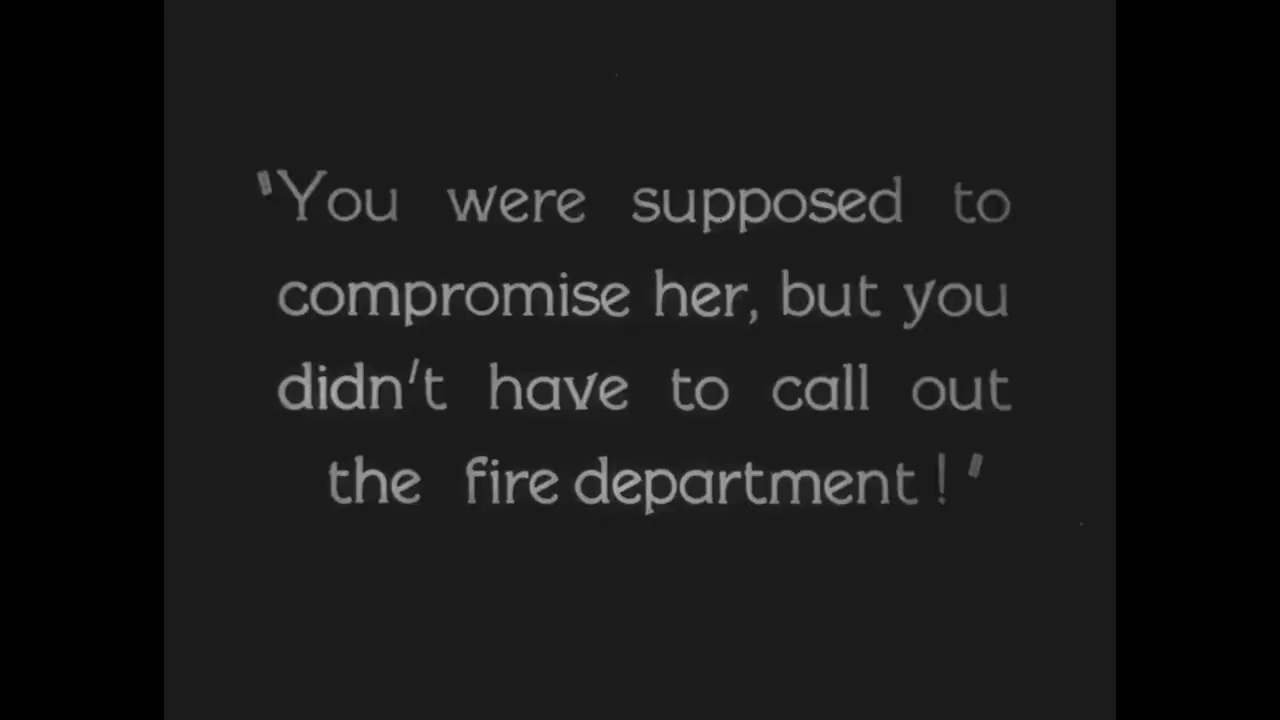 "You were supposed to
compromise her, but you
didn't have to call out
the fire department!"